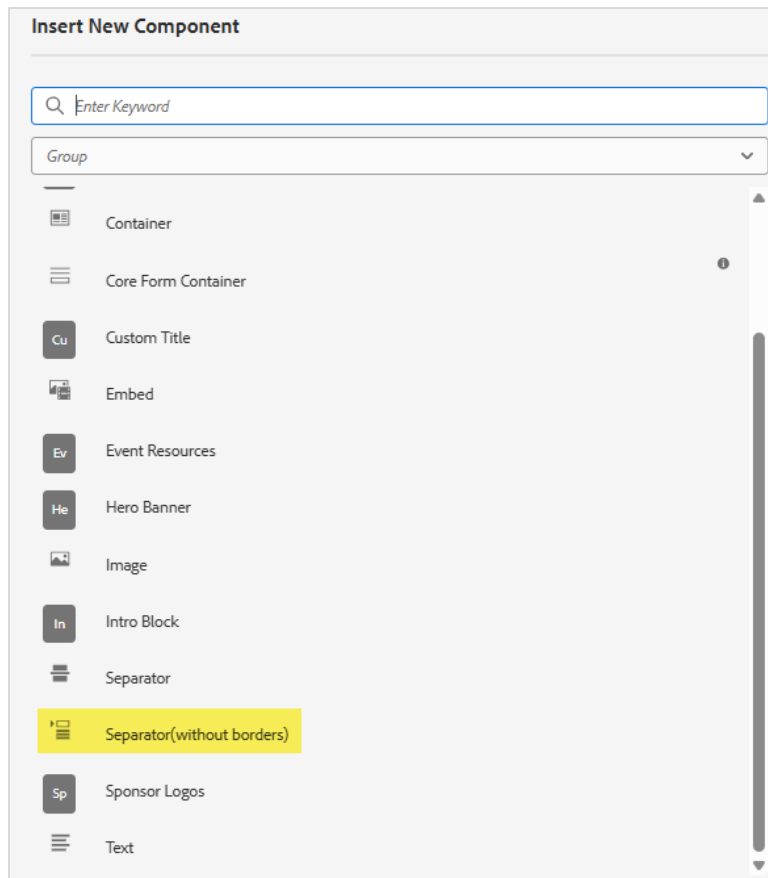 Insert New Component
Enter Keyword
Group
Container
Core Form Container
Cu Custom Title
Embed
Ev Event Resources
He Hero Banner
Image
In Intro Block
Separator
Separator(without borders)
Sp Sponsor Logos
Text